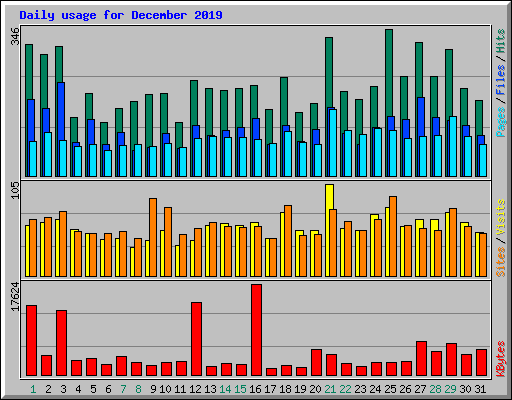 Daily usage for December 2019
346
Pages / Files / Hits
105
Sites / Visits
17624
KBytes
1 2 3 4 5 6 7 8 9 10 11 12 13 14 15 16 17 18 19 20 21 22 23 24 25 26 27 28 29 30 31